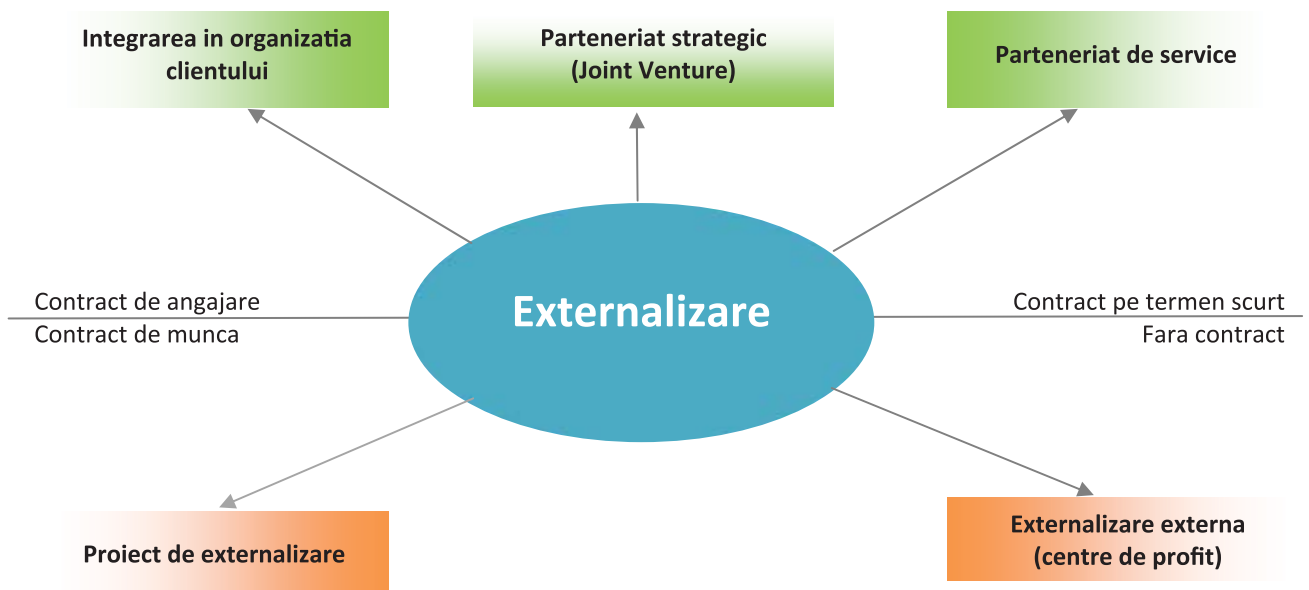 Integrarea in organizatia
clientului
Parteneriat strategic
(Joint Venture)
Parteneriat de service
Contract de angajare
Contract de munca
Externalizare
Contract pe termen scurt
Fara contract
Proiect de externalizare
Externalizare externa
(centre de profit)